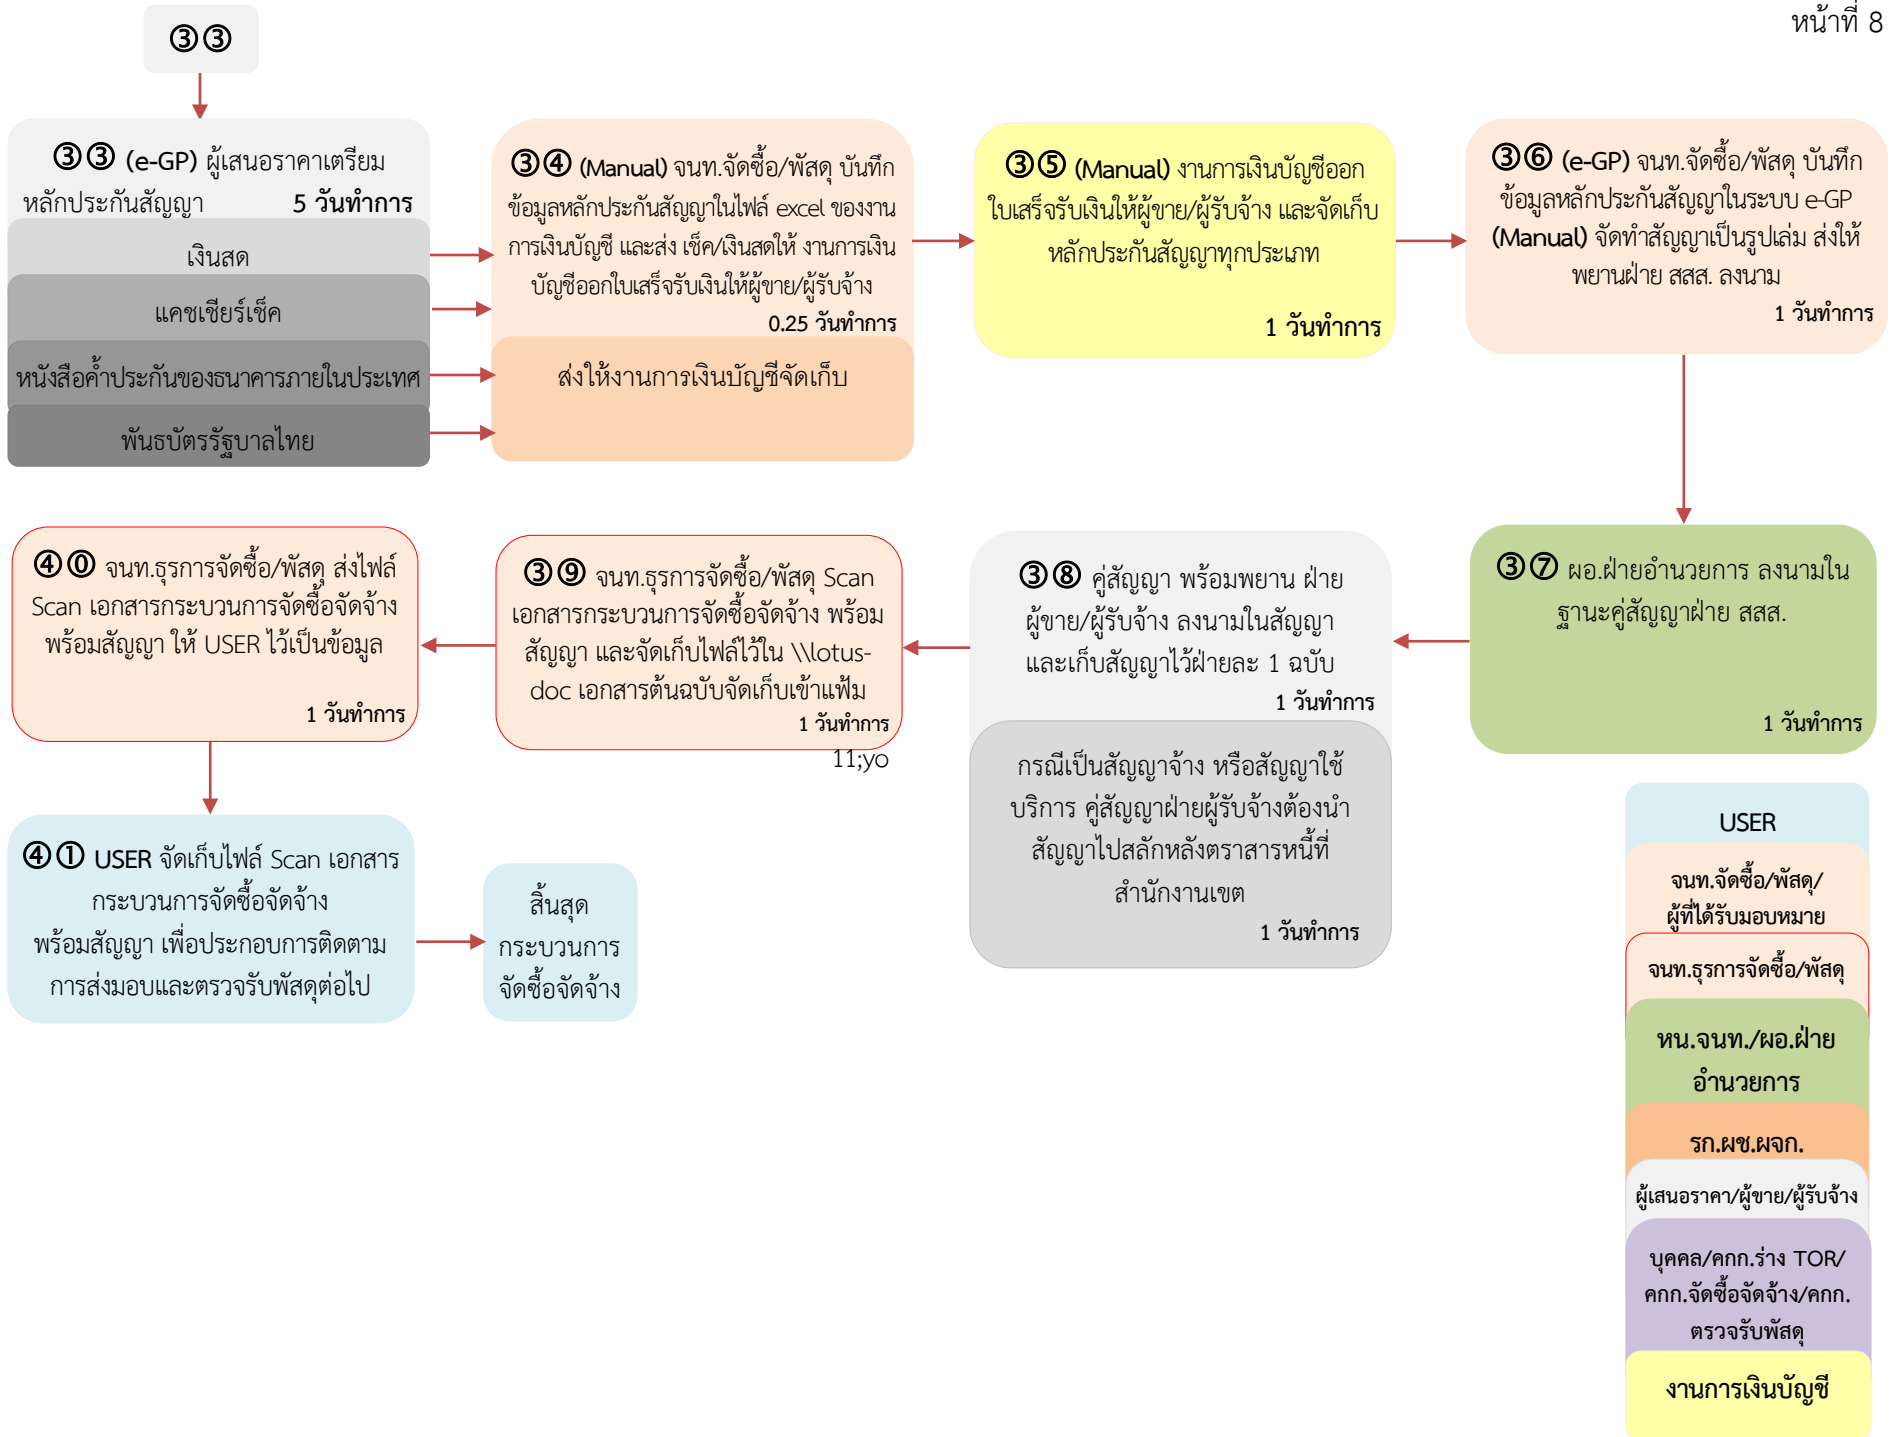 หน้าที่ 8
③③
③③ (e-GP) ผู้เสนอราคาเตรียม
หลักประกันสัญญา 5 วันทำการ
เงินสด
แคชเชียร์เช็ค
หนังสือค้ำประกันของธนาคารภายในประเทศ
พันธบัตรรัฐบาลไทย
③④ (Manual) จนท.จัดซื้อ/พัสดุ บันทึก
ข้อมูลหลักประกันสัญญาในไฟล์ excel ของงาน
การเงินบัญชี และส่ง เช็ค/เงินสดให้ งานการเงิน
บัญชีออกใบเสร็จรับเงินให้ผู้ขาย/ผู้รับจ้าง
0.25 วันทำการ
ส่งให้งานการเงินบัญชีจัดเก็บ
③⑤ (Manual) งานการเงินบัญชีออก
ใบเสร็จรับเงินให้ผู้ขาย/ผู้รับจ้าง และจัดเก็บ
หลักประกันสัญญาทุกประเภท
1 วันทำการ
③⑥ (e-GP) จนท.จัดซื้อ/พัสดุ บันทึก
ข้อมูลหลักประกันสัญญาในระบบ e-GP
(Manual) จัดทำสัญญาเป็นรูปเล่ม ส่งให้
พยานฝ่าย สสส. ลงนาม
1 วันทำการ
③⑦ ผอ.ฝ่ายอำนวยการ ลงนามใน
ฐานะคู่สัญญาฝ่าย สสส.
1 วันทำการ
③⑧ คู่สัญญา พร้อมพยาน ฝ่าย
ผู้ขาย/ผู้รับจ้าง ลงนามในสัญญา
และเก็บสัญญาไว้ฝ่ายละ 1 ฉบับ
1 วันทำการ
กรณีเป็นสัญญาจ้าง หรือสัญญาใช้
บริการ คู่สัญญาฝ่ายผู้รับจ้างต้องนำ
สัญญาไปสลักหลังตราสารหนี้ที่
สำนักงานเขต
1 วันทำการ
③⑨ จนท.ธุรการจัดซื้อ/พัสดุ Scan
เอกสารกระบวนการจัดซื้อจัดจ้าง พร้อม
สัญญา และจัดเก็บไฟล์ไว้ใน \\lotus-
doc เอกสารต้นฉบับจัดเก็บเข้าแฟ้ม
1 วันทำการ
11;yo
④⓪ จนท.ธุรการจัดซื้อ/พัสดุ ส่งไฟล์
Scan เอกสารกระบวนการจัดซื้อจัดจ้าง
พร้อมสัญญา ให้ USER ไว้เป็นข้อมูล
1 วันทำการ
④① USER จัดเก็บไฟล์ Scan เอกสาร
กระบวนการจัดซื้อจัดจ้าง
พร้อมสัญญา เพื่อประกอบการติดตาม
การส่งมอบและตรวจรับพัสดุต่อไป
สิ้นสุด
กระบวนการ
จัดซื้อจัดจ้าง
USER
จนท.จัดซื้อ/พัสดุ/
ผู้ที่ได้รับมอบหมาย
จนท.ธุรการจัดซื้อ/พัสดุ
หน.จนท./ผอ.ฝ่าย
อำนวยการ
รก.ผช.ผจก.
ผู้เสนอราคา/ผู้ขาย/ผู้รับจ้าง
บุคคล/คกก.ร่าง TOR/
คกก.จัดซื้อจัดจ้าง/คกก.
ตรวจรับพัสดุ
งานการเงินบัญชี